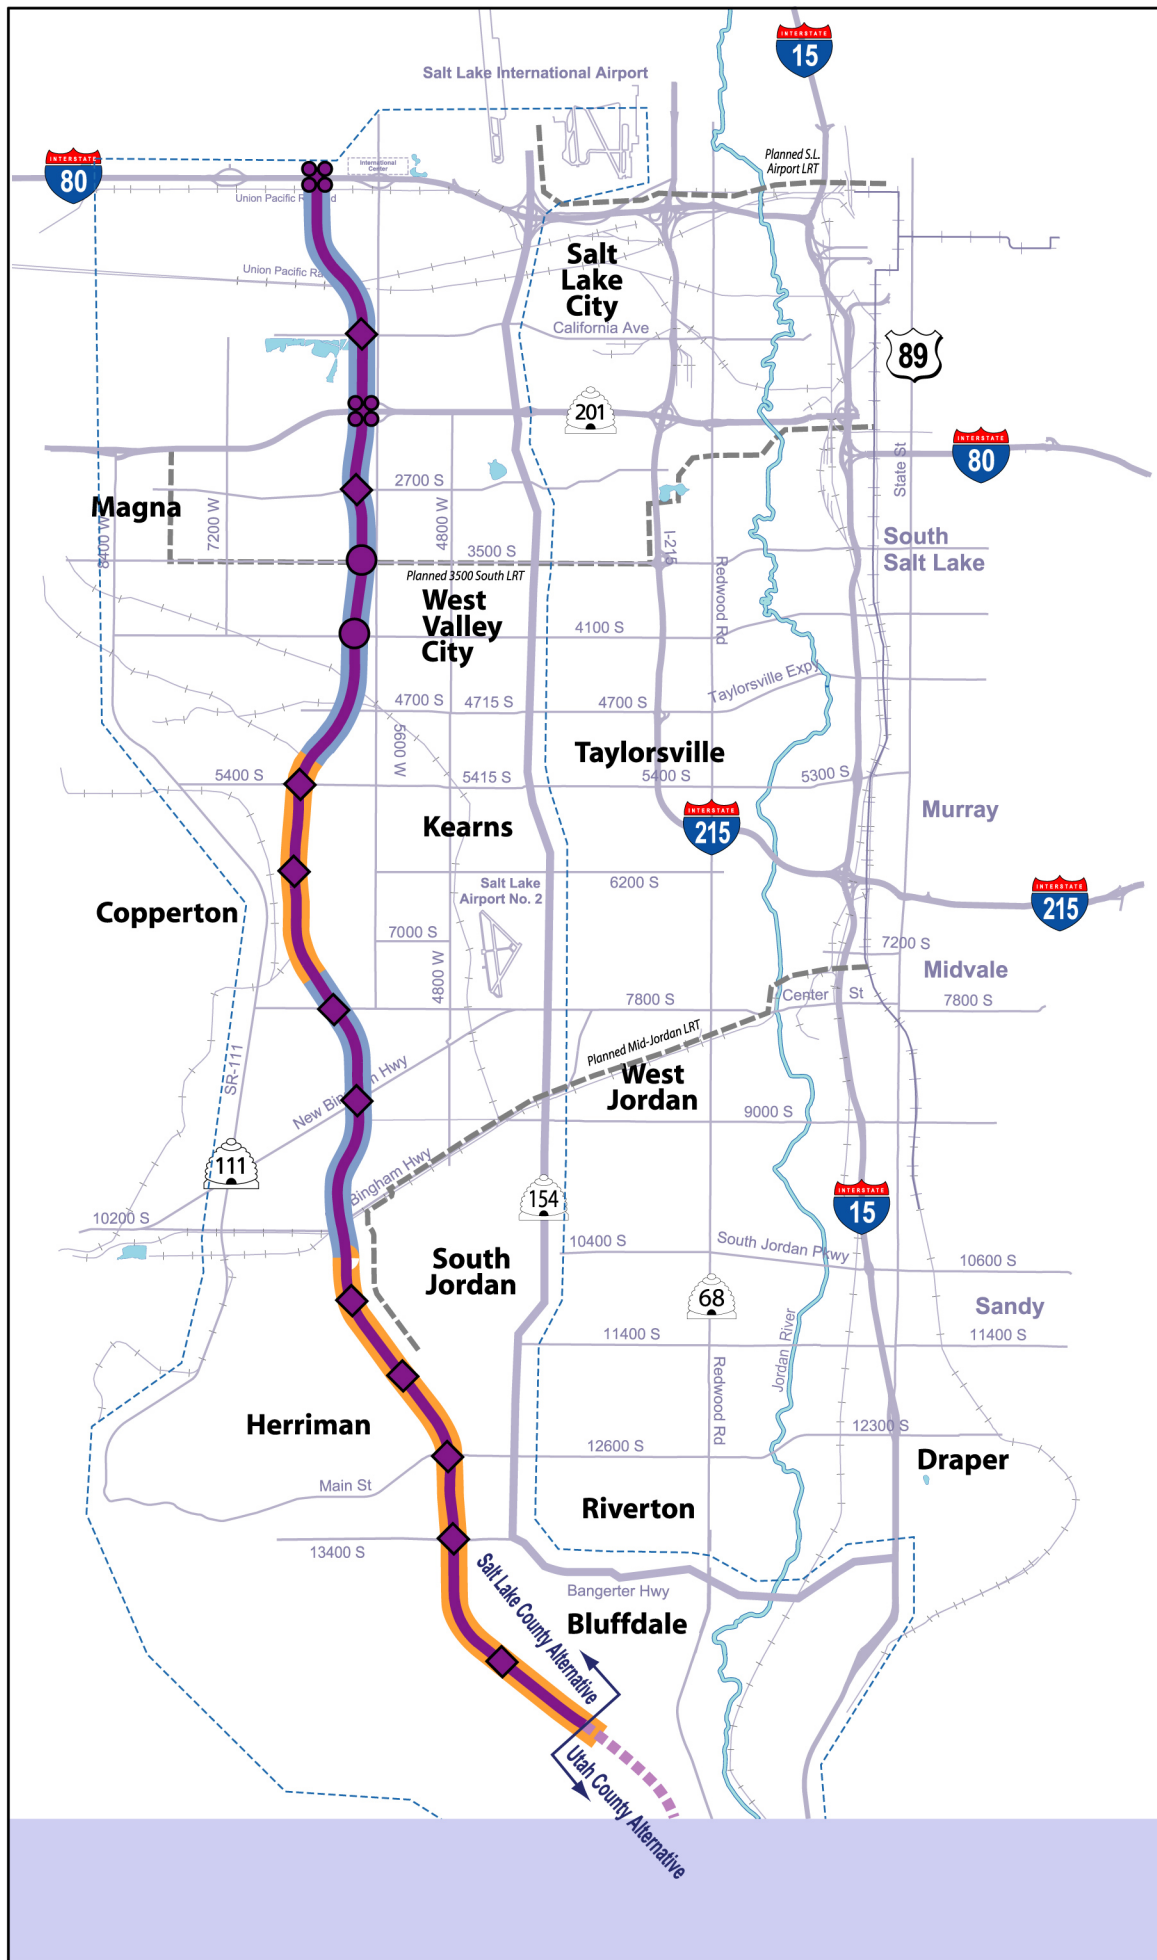 INTERSTATE
15
Salt Lake International Airport
Planned S.L.
Airport LRT
INTERSTATE
80
International
Center
Union Pacific
Union Pacific
Salt
Lake
City
California Ave
89
201
INTERSTATE
80
State St
2700 S
Magna
8400 W
7200 W
4800 W
3500 S
I-215
Redwood Rd
South
Salt Lake
Planned 3500 South LRT
West
Valley
City
4100 S
Taylorsville Expy
4700 S
4715 S
4700 S
5600 W
Taylorsville
5400 S
5415 S
5400 S
5300 S
INTERSTATE
215
Murray
Kearns
6200 S
Salt Lake
Airport No. 2
INTERSTATE
215
Copperton
7000 S
4800 W
7200 S
Midvale
Center St
7800 S
7800 S
Planned Mid-Jordan LRT
SR-111
New Bingham Hwy
West
Jordan
9000 S
111
Bingham Hwy
154
INTERSTATE
15
10200 S
10400 S
South Jordan Pkwy
10600 S
South
Jordan
68
Sandy
11400 S
11400 S
Jordan River
Redwood Rd
Herriman
12600 S
12300 S
Draper
Main St
Riverton
13400 S
Bangerter Hwy
Salt Lake County Alternative
Bluffdale
Utah County Alternative